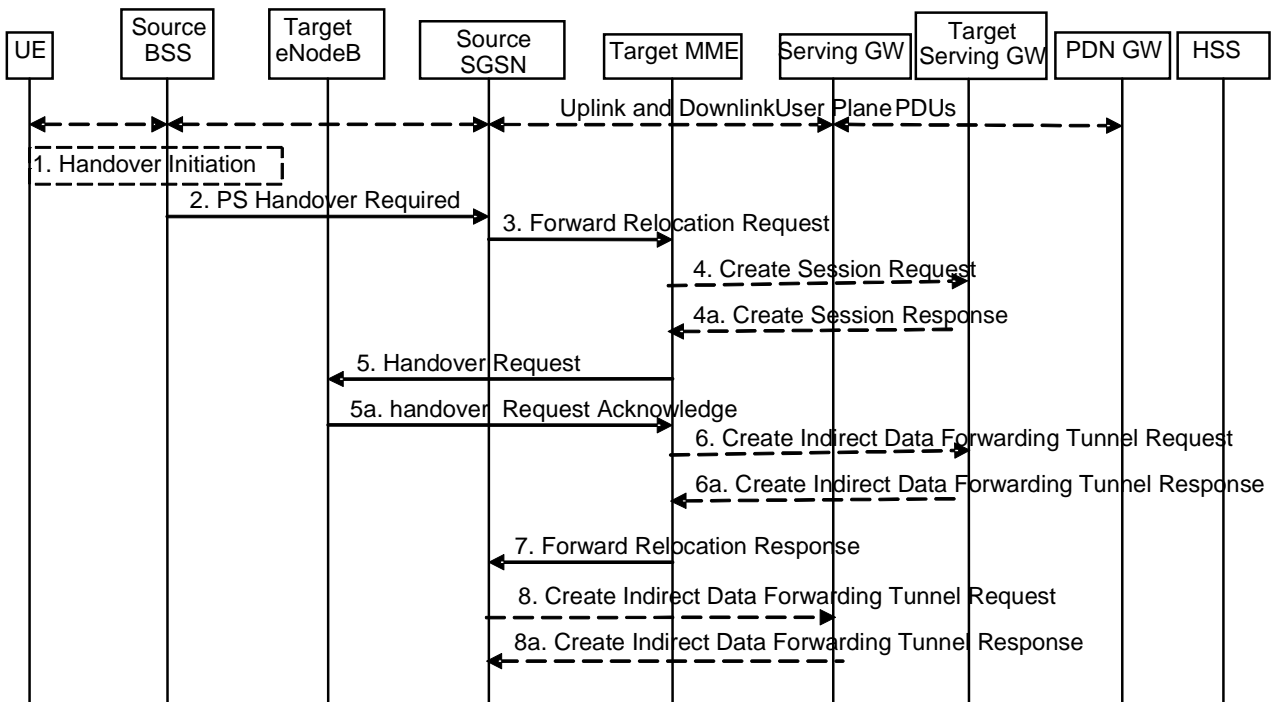 UE
Source
BSS
Target
eNodeB
Source
SGSN
Target MME
Serving GW
Target
Serving GW
PDN GW
HSS
Uplink and DownlinkUser Plane PDUs
1. Handover Initiation
2. PS Handover Required
3. Forward Relocation Request
4. Create Session Request
4a. Create Session Response
5. Handover Request
5a. handover Request Acknowledge
6. Create Indirect Data Forwarding Tunnel Request
6a. Create Indirect Data Forwarding Tunnel Response
7. Forward Relocation Response
8. Create Indirect Data Forwarding Tunnel Request
8a. Create Indirect Data Forwarding Tunnel Response